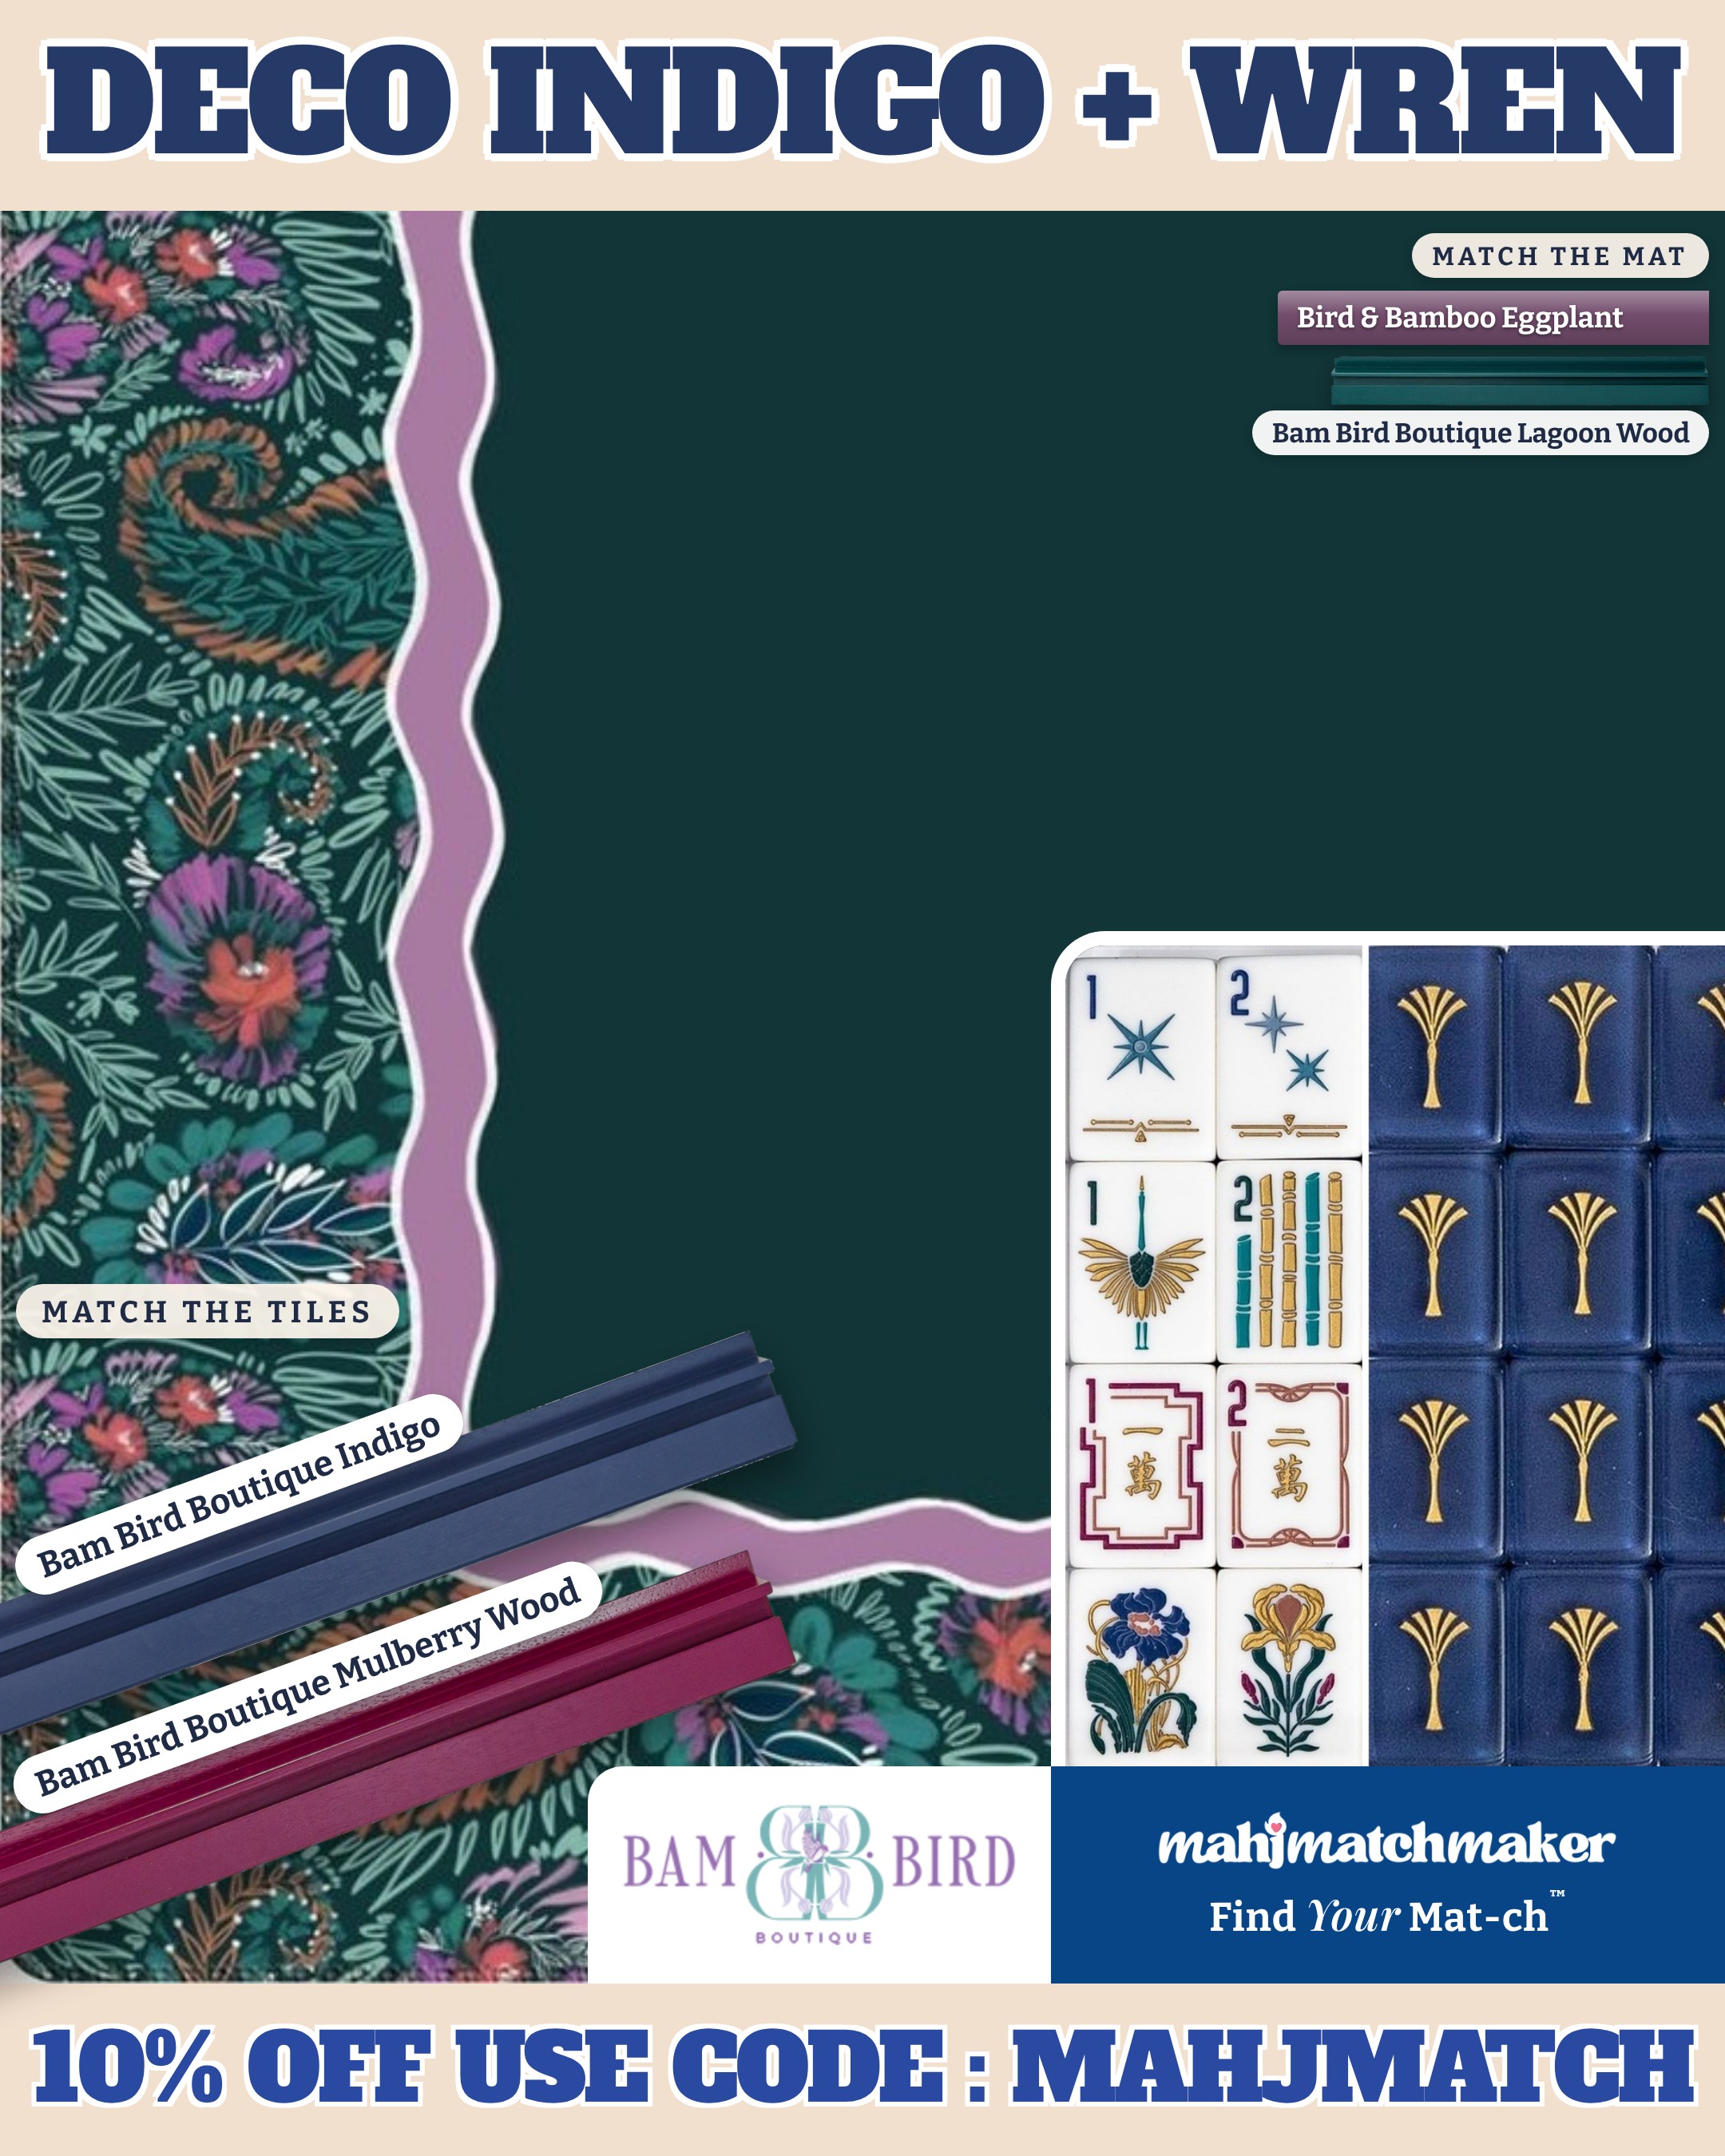 DECO INDIGO + WREN
MATCH THE MAT
Bird & Bamboo Eggplant
Bam Bird Boutique Lagoon Wood
1
2
1
2
1
2
一
二
萬
萬
MATCH THE TILES
Bam Bird Boutique Indigo
Bam Bird Boutique Mulberry Wood
BAM BIRD
BOUTIQUE
mahjmatchmaker
Find Your Mat-ch™
10% OFF USE CODE : MAHJMATCH